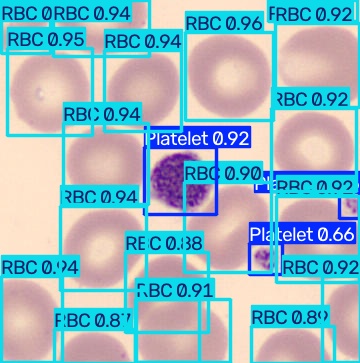 RBC 0.94
RBC 0.96
RBC 0.92
RBC 0.95
RBC 0.94
RBC 0.94
RBC 0.92
Platelet 0.92
RBC 0.90
RBC 0.94
RBC 0.92
Platelet 0.66
RBC 0.88
RBC 0.94
RBC 0.92
RBC 0.91
RBC 0.87
RBC 0.89